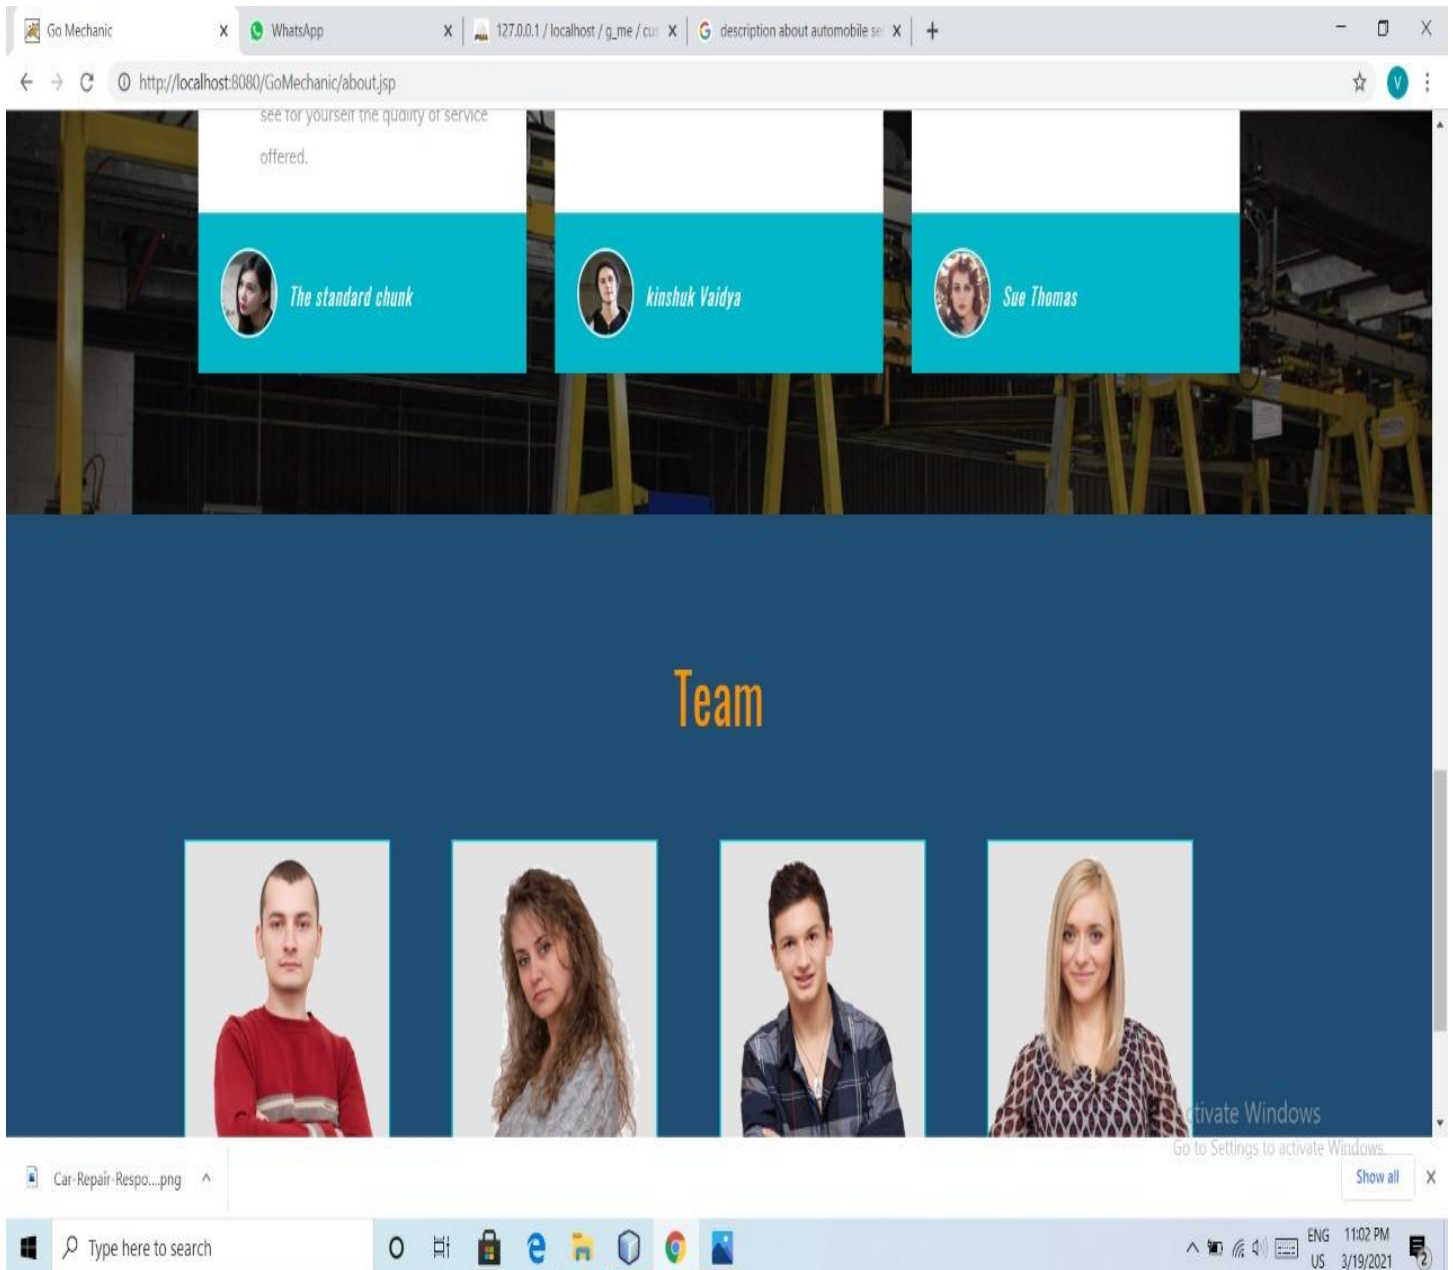 Go Mechanic
WhatsApp
127.0.0.1 / localhost / g_me / cus
description about automobile se
http://localhost:8080/GoMechanic/about.jsp
V
see for yourself the quality of service
offered.
The standard chunk
kinshuk Vaidya
Sue Thomas
Team
Activate Windows
Go to Settings to activate Windows.
Car-Repair-Respo....png
Show all
Type here to search
ENG
US
11:02 PM
3/19/2021
2